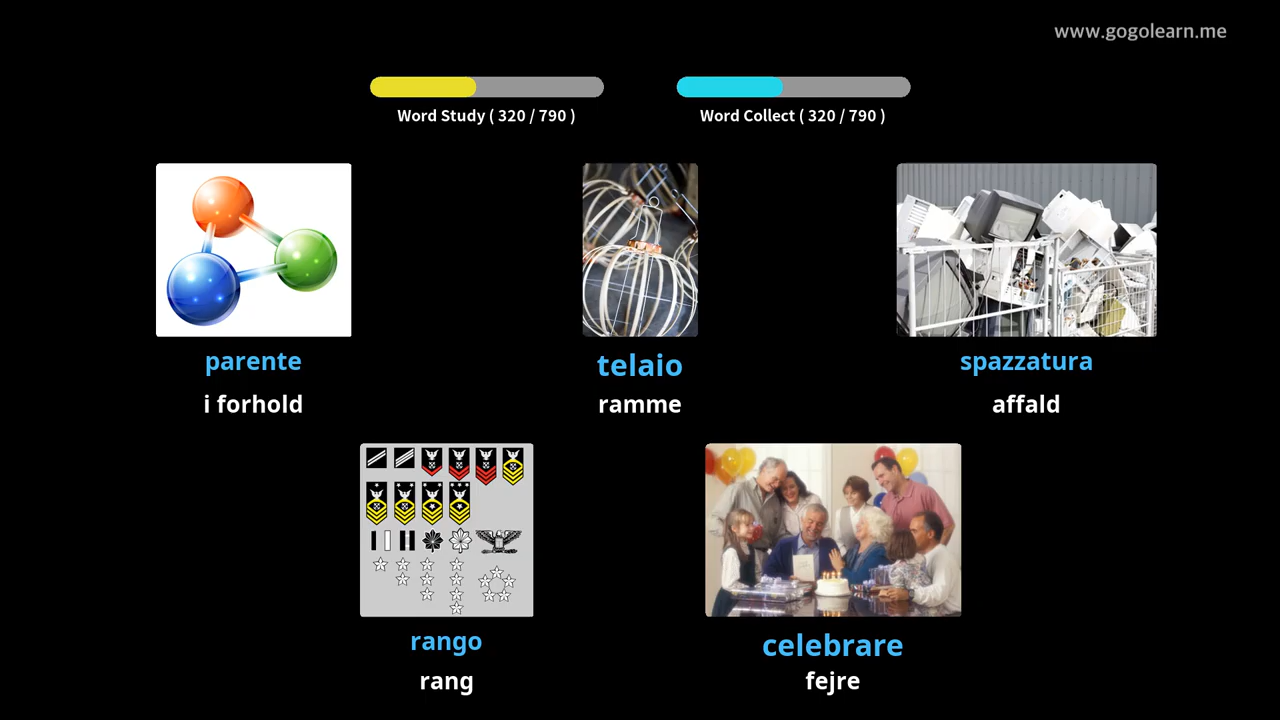 www.gogolearn.me
Word Study ( 320 / 790 )
Word Collect ( 320 / 790 )
parente
i forhold
telaio
ramme
spazzatura
affald
rango
rang
celebrare
fejre